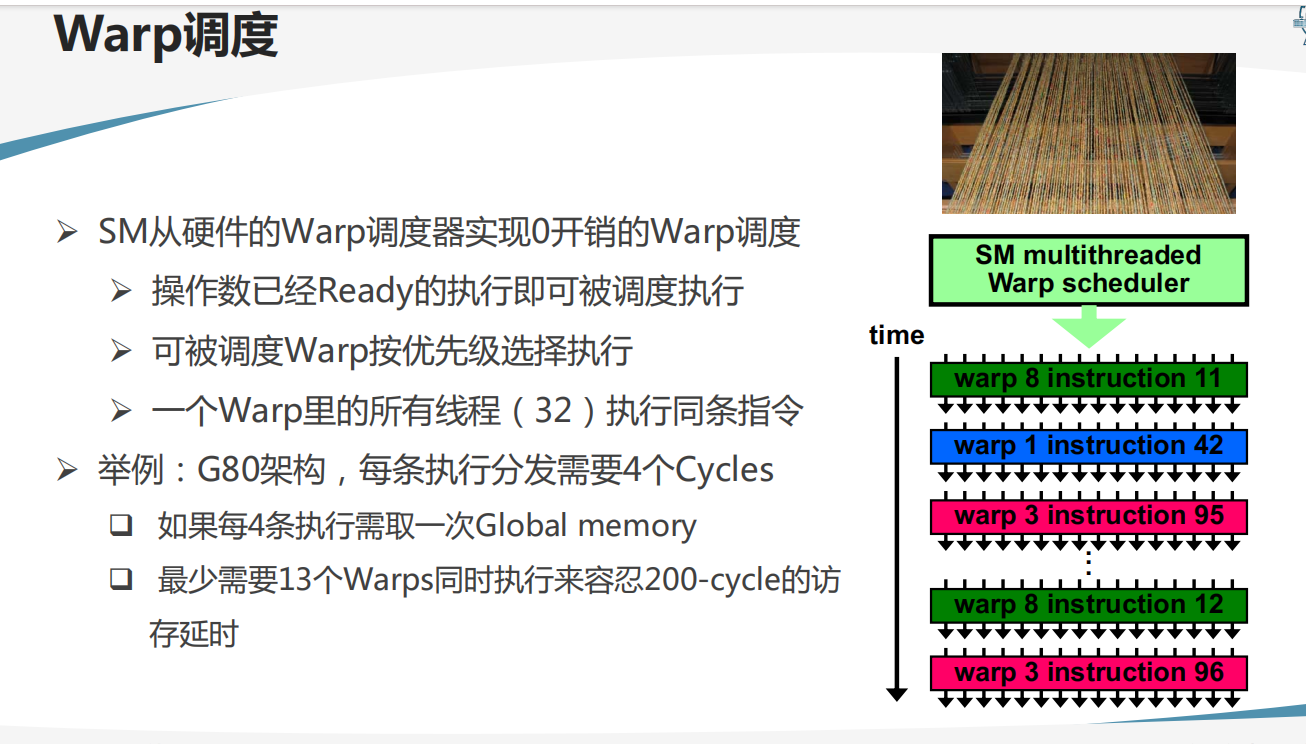 Warp调度
SM从硬件的Warp调度器实现0开销的Warp调度
操作数已经Ready的执行即可被调度执行
可被调度Warp按优先级选择执行
一个Warp里的所有线程（32）执行同条指令
举例：G80架构，每条执行分发需要4个Cycles
如果每4条执行需取一次Global memory
最少需要13个Warps同时执行来容忍200-cycle的访
存延时
SM multithreaded
Warp scheduler
time
warp 8 instruction 11
warp 1 instruction 42
warp 3 instruction 95
⋮
warp 8 instruction 12
warp 3 instruction 96